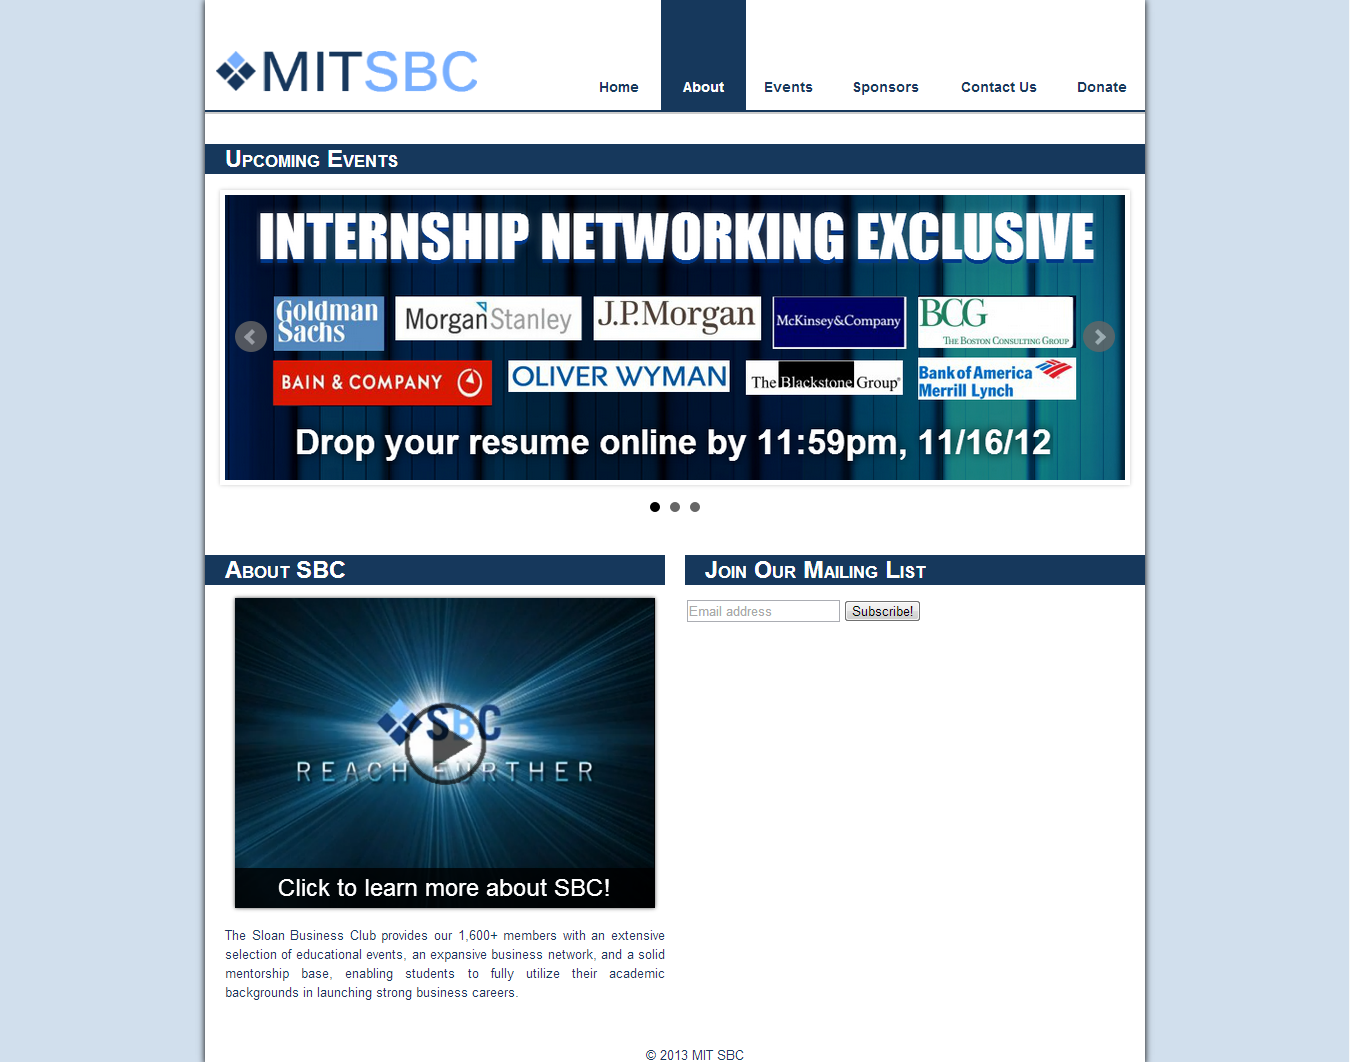 MITSBC
Home About Events Sponsors Contact Us Donate
Upcoming Events
INTERNSHIP NETWORKING EXCLUSIVE
Goldman
Sachs
MorganStanley
J.P.Morgan
McKinsey&Company
BCG
THE BOSTON CONSULTING GROUP
BAIN & COMPANY
OLIVER WYMAN
The Blackstone Group®
Bank of America
Merrill Lynch
Drop your resume online by 11:59pm, 11/16/12
About SBC
SBC
REACH FURTHER
Click to learn more about SBC!
The Sloan Business Club provides our 1,600+ members with an extensive
selection of educational events, an expansive business network, and a solid
mentorship base, enabling students to fully utilize their academic
backgrounds in launching strong business careers.
Join Our Mailing List
Email address Subscribe!
© 2013 MIT SBC